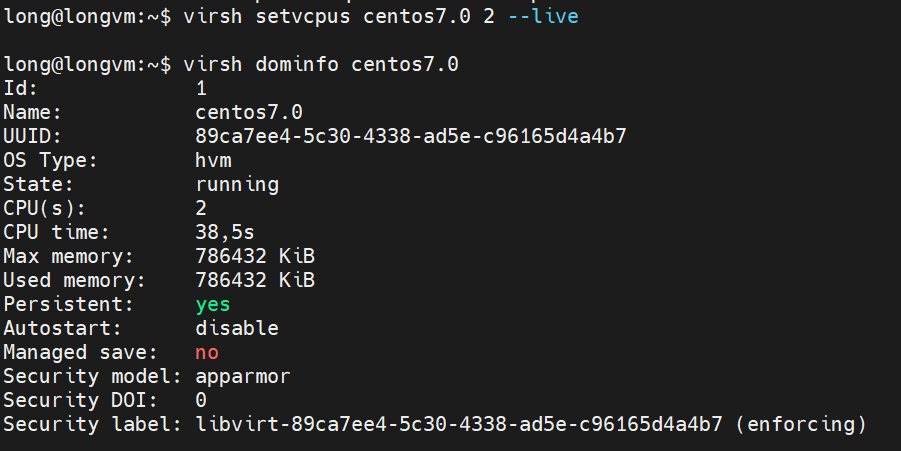 long@longvm:~$ virsh setvcpus centos7.0 2 --live
long@longvm:~$ virsh dominfo centos7.0
Id: 1
Name: centos7.0
UUID: 89ca7ee4-5c30-4338-ad5e-c96165d4a4b7
OS Type: hvm
State: running
CPU(s): 2
CPU time: 38,5s
Max memory: 786432 KiB
Used memory: 786432 KiB
Persistent: yes
Autostart: disable
Managed save: no
Security model: apparmor
Security DOI: 0
Security label: libvirt-89ca7ee4-5c30-4338-ad5e-c96165d4a4b7 (enforcing)